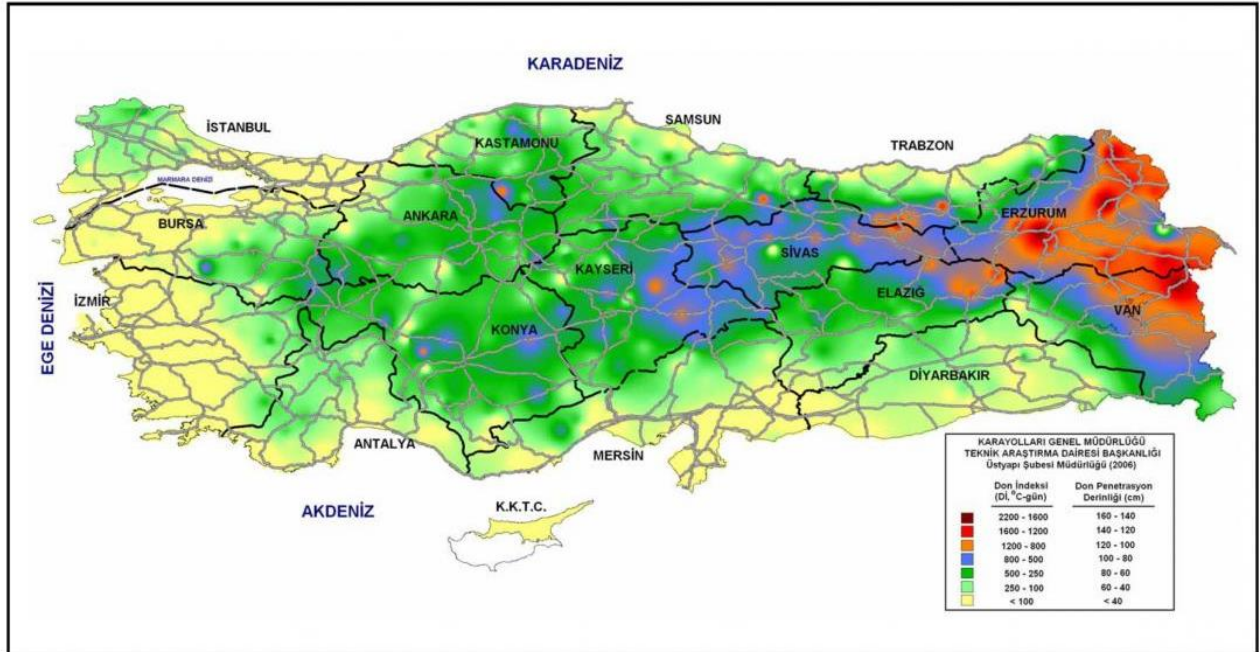 KARADENİZ
İSTANBUL
SAMSUN
KASTAMONU
TRABZON
MARMARA DENİZİ
BURSA
ANKARA
ERZURUM
SİVAS
KAYSERİ
ELAZIĞ
İZMİR
VAN
EGE DENİZİ
KONYA
DİYARBAKIR
ANTALYA
MERSİN
K.K.T.C.
AKDENİZ
KARAYOLLARI GENEL MÜDÜRLÜĞÜ
TEKNİK ARAŞTIRMA DAİRESİ BAŞKANLIĞI
Üstyapı Şubesi Müdürlüğü (2006)
Don İndeksi Don Penetrasyon
(Dİ, °C-gün) Derinliği (cm)
2200 - 1600 160 - 140
1600 - 1200 140 - 120
1200 - 800 120 - 100
800 - 500 100 - 80
500 - 250 80 - 60
250 - 100 60 - 40
< 100 < 40